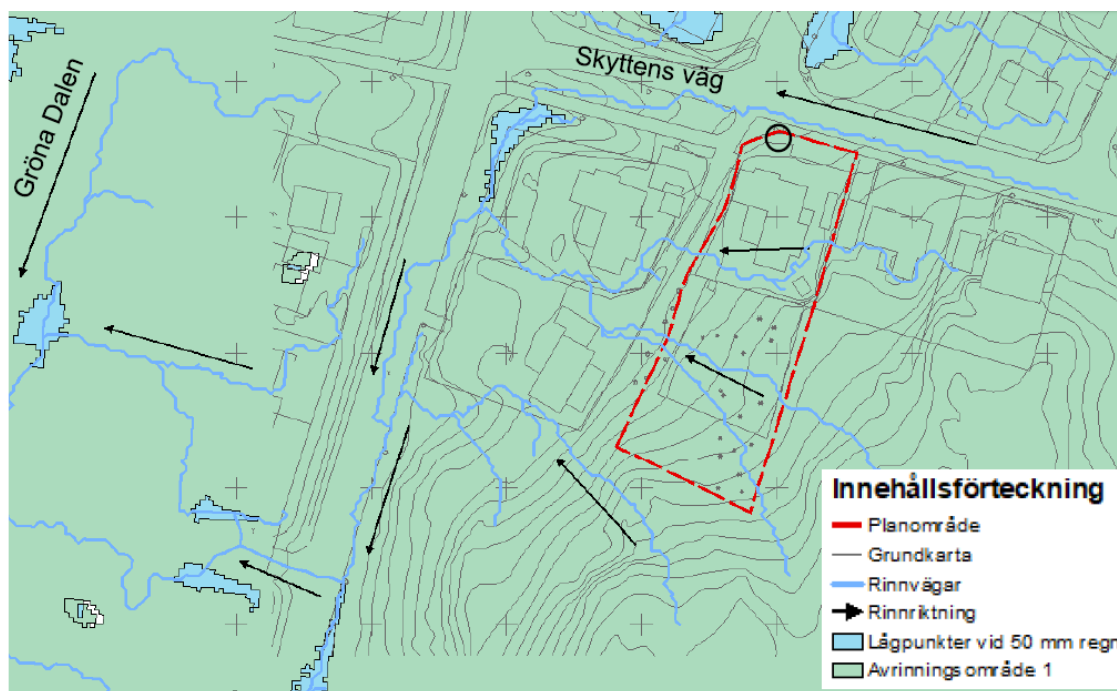 Skyttens väg
Gröna Dalen
Innehållsförteckning
Planområde
Grundkarta
Rinnvägar
Rinnriktning
Lågpunkter vid 50 mm regn
Avrinningsområde 1